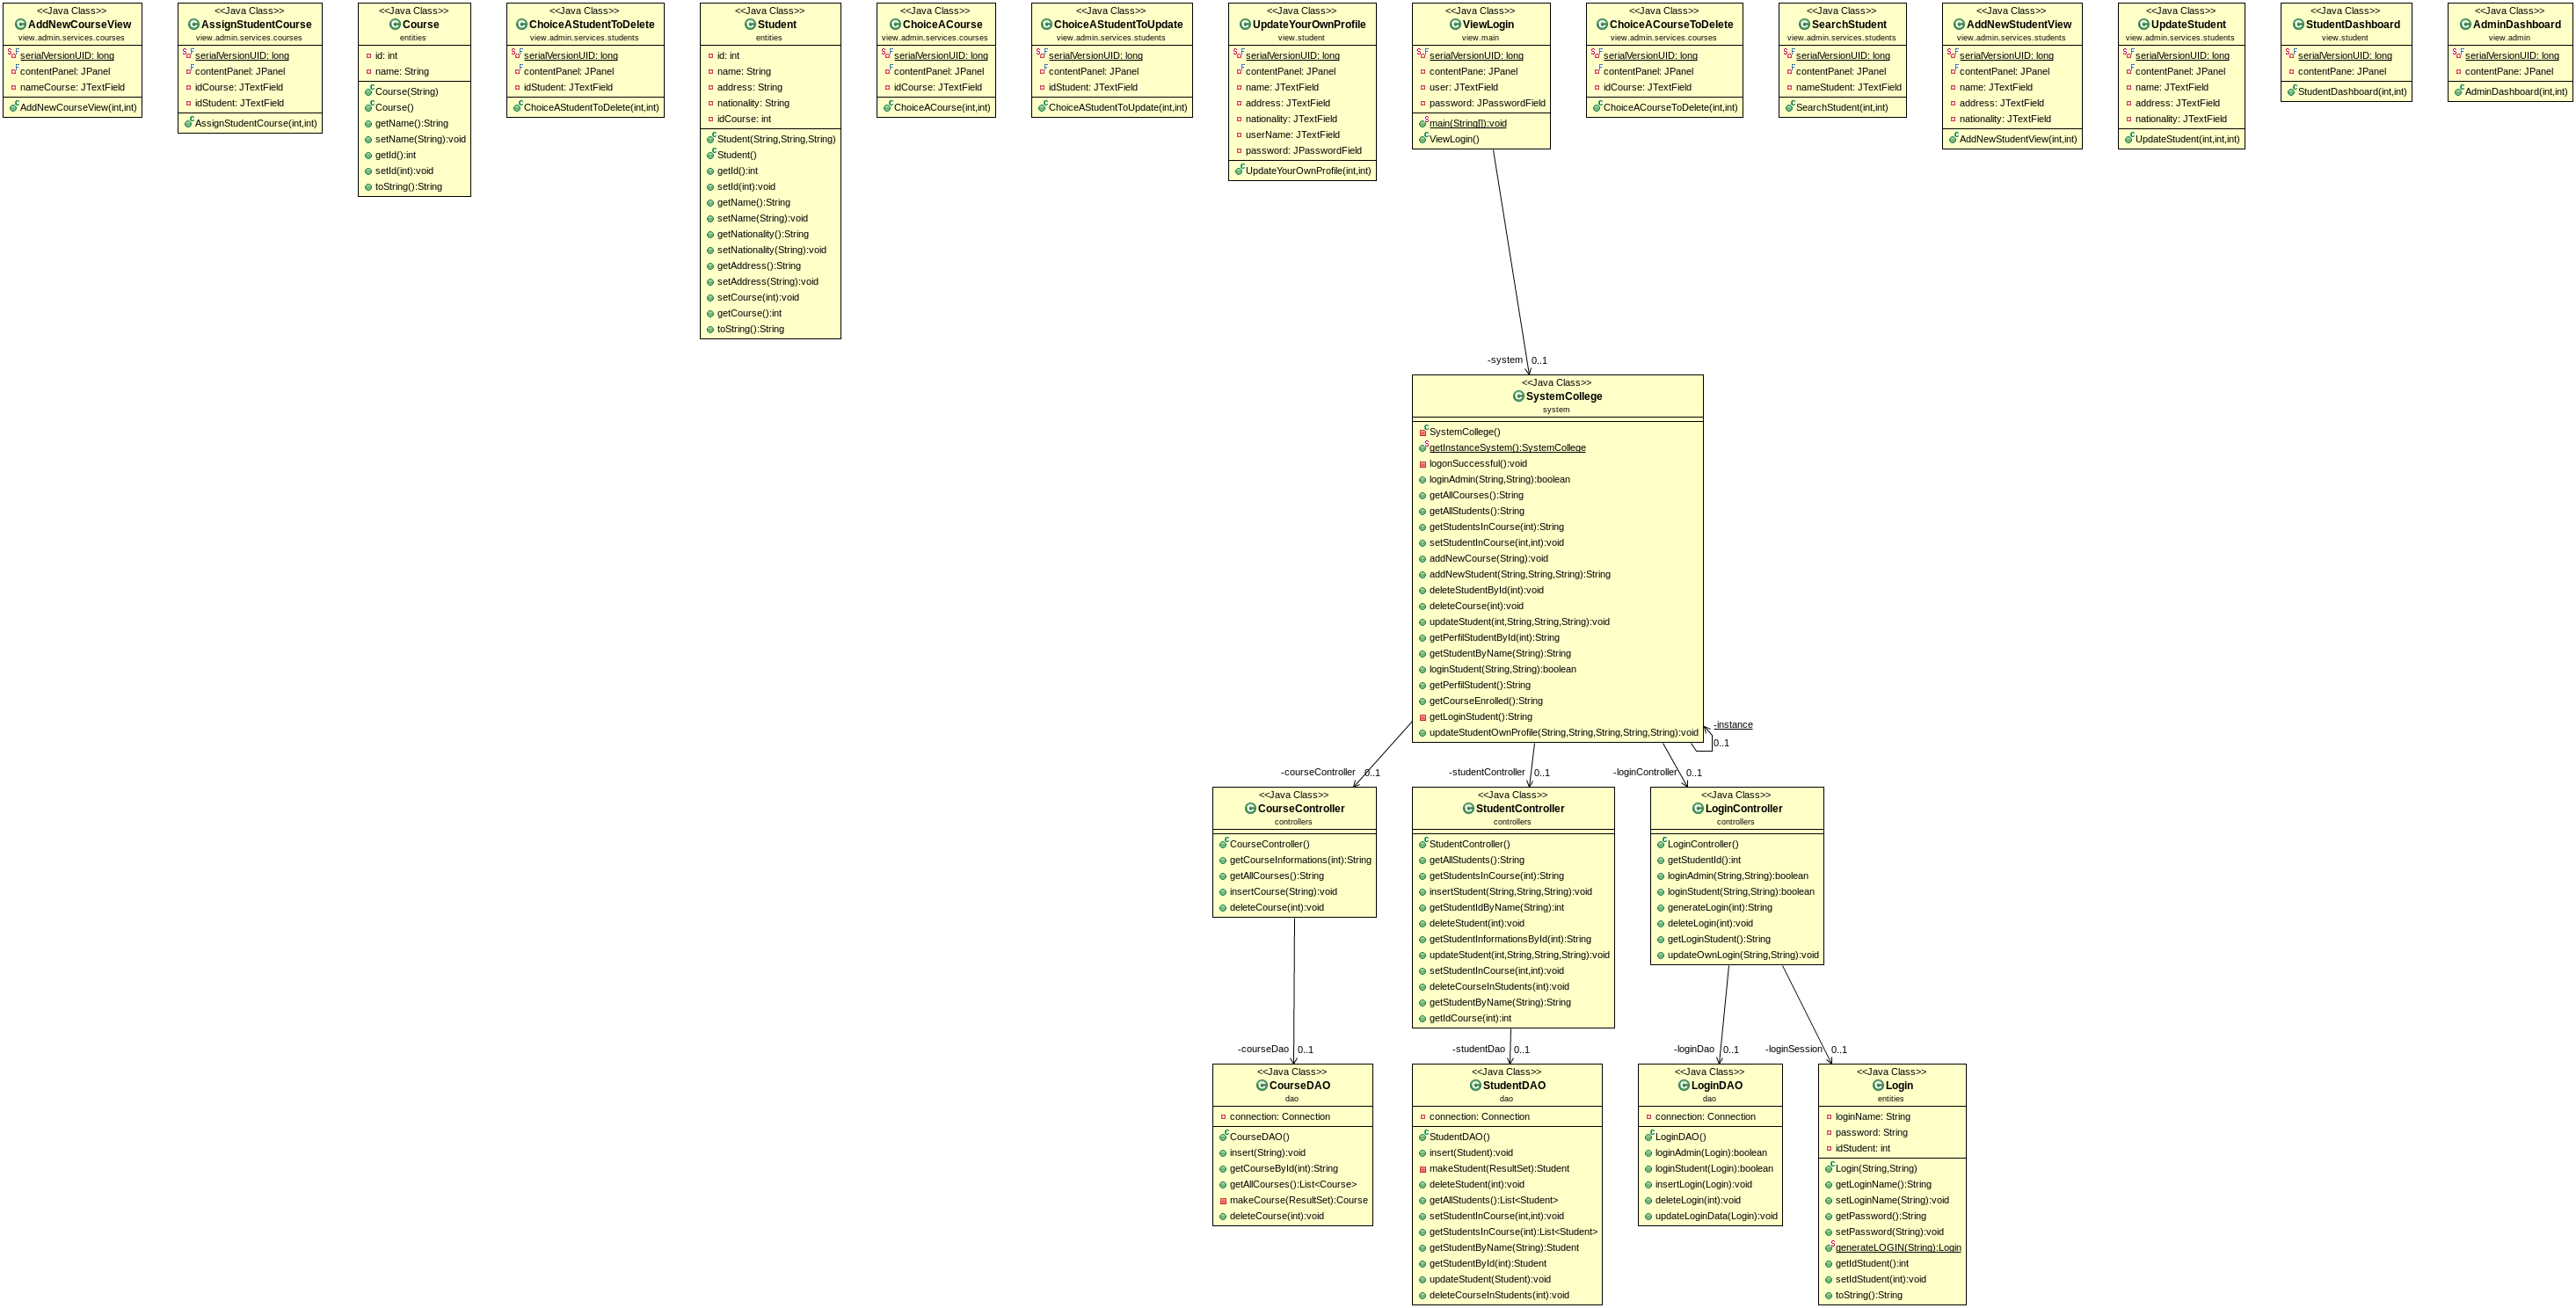 <<Java Class>>
AddNewCourseView
view.admin.services.courses
serialVersionUID: long
contentPanel: JPanel
nameCourse: JTextField
AddNewCourseView(int,int)
<<Java Class>>
AssignStudentCourse
view.admin.services.courses
serialVersionUID: long
contentPanel: JPanel
idCourse: JTextField
idStudent: JTextField
AssignStudentCourse(int,int)
<<Java Class>>
Course
entities
id: int
name: String
Course(String)
Course()
getName():String
setName(String):void
getId():int
setId(int):void
toString():String
<<Java Class>>
ChoiceAStudentToDelete
view.admin.services.students
serialVersionUID: long
contentPanel: JPanel
idStudent: JTextField
ChoiceAStudentToDelete(int,int)
<<Java Class>>
Student
entities
id: int
name: String
address: String
nationality: String
idCourse: int
Student(String,String,String)
Student()
getId():int
setId(int):void
getName():String
setName(String):void
getNationality():String
setNationality(String):void
getAddress():String
setAddress(String):void
setCourse(int):void
getCourse():int
toString():String
<<Java Class>>
ChoiceACourse
view.admin.services.courses
serialVersionUID: long
contentPanel: JPanel
idCourse: JTextField
ChoiceACourse(int,int)
<<Java Class>>
ChoiceAStudentToUpdate
view.admin.services.students
serialVersionUID: long
contentPanel: JPanel
idStudent: JTextField
ChoiceAStudentToUpdate(int,int)
<<Java Class>>
UpdateYourOwnProfile
view.student
serialVersionUID: long
contentPanel: JPanel
name: JTextField
address: JTextField
nationality: JTextField
userName: JTextField
password: JPasswordField
UpdateYourOwnProfile(int,int)
<<Java Class>>
ViewLogin
view.main
serialVersionUID: long
contentPane: JPanel
user: JTextField
password: JPasswordField
main(String[]):void
ViewLogin()
<<Java Class>>
ChoiceACourseToDelete
view.admin.services.courses
serialVersionUID: long
contentPanel: JPanel
idCourse: JTextField
ChoiceACourseToDelete(int,int)
<<Java Class>>
SearchStudent
view.admin.services.students
serialVersionUID: long
contentPanel: JPanel
nameStudent: JTextField
SearchStudent(int,int)
<<Java Class>>
AddNewStudentView
view.admin.services.students
serialVersionUID: long
contentPanel: JPanel
name: JTextField
address: JTextField
nationality: JTextField
AddNewStudentView(int,int)
<<Java Class>>
UpdateStudent
view.admin.services.students
serialVersionUID: long
contentPanel: JPanel
name: JTextField
address: JTextField
nationality: JTextField
UpdateStudent(int,int,int)
<<Java Class>>
StudentDashboard
view.student
serialVersionUID: long
contentPane: JPanel
StudentDashboard(int,int)
<<Java Class>>
AdminDashboard
view.admin
serialVersionUID: long
contentPane: JPanel
AdminDashboard(int,int)
-system 0..1
<<Java Class>>
SystemCollege
system
SystemCollege()
getInstanceSystem():SystemCollege
logonSuccessful():void
loginAdmin(String,String):boolean
getAllCourses():String
getAllStudents():String
getStudentsInCourse(int):String
setStudentInCourse(int,int):void
addNewCourse(String):void
addNewStudent(String,String,String):String
deleteStudentById(int):void
deleteCourse(int):void
updateStudent(int,String,String,String):void
getPerfilStudentById(int):String
getStudentByName(String):String
loginStudent(String,String):boolean
getPerfilStudent():String
getCourseEnrolled():String
getLoginStudent():String
updateStudentOwnProfile(String,String,String,String,String):void
-instance
0..1
-courseController 0..1
-studentController 0..1
-loginController 0..1
<<Java Class>>
CourseController
controllers
CourseController()
getCourseInformations(int):String
getAllCourses():String
insertCourse(String):void
deleteCourse(int):void
<<Java Class>>
StudentController
controllers
StudentController()
getAllStudents():String
getStudentsInCourse(int):String
insertStudent(String,String,String):void
getStudentIdByName(String):int
deleteStudent(int):void
getStudentInformationsById(int):String
updateStudent(int,String,String,String):void
setStudentInCourse(int,int):void
deleteCourseInStudents(int):void
getStudentByName(String):String
getIdCourse(int):int
<<Java Class>>
LoginController
controllers
LoginController()
getStudentId():int
loginAdmin(String,String):boolean
loginStudent(String,String):boolean
generateLogin(int):String
deleteLogin(int):void
getLoginStudent():String
updateOwnLogin(String,String):void
-courseDao 0..1
-studentDao 0..1
-loginDao 0..1
-loginSession 0..1
<<Java Class>>
CourseDAO
dao
connection: Connection
CourseDAO()
insert(String):void
getCourseById(int):String
getAllCourses():List<Course>
makeCourse(ResultSet):Course
deleteCourse(int):void
<<Java Class>>
StudentDAO
dao
connection: Connection
StudentDAO()
insert(Student):void
makeStudent(ResultSet):Student
deleteStudent(int):void
getAllStudents():List<Student>
setStudentInCourse(int,int):void
getStudentsInCourse(int):List<Student>
getStudentByName(String):Student
getStudentById(int):Student
updateStudent(Student):void
deleteCourseInStudents(int):void
<<Java Class>>
LoginDAO
dao
connection: Connection
LoginDAO()
loginAdmin(Login):boolean
loginStudent(Login):boolean
insertLogin(Login):void
deleteLogin(int):void
updateLoginData(Login):void
<<Java Class>>
Login
entities
loginName: String
password: String
idStudent: int
Login(String,String)
getLoginName():String
setLoginName(String):void
getPassword():String
setPassword(String):void
generateLOGIN(String):Login
getIdStudent():int
setIdStudent(int):void
toString():String